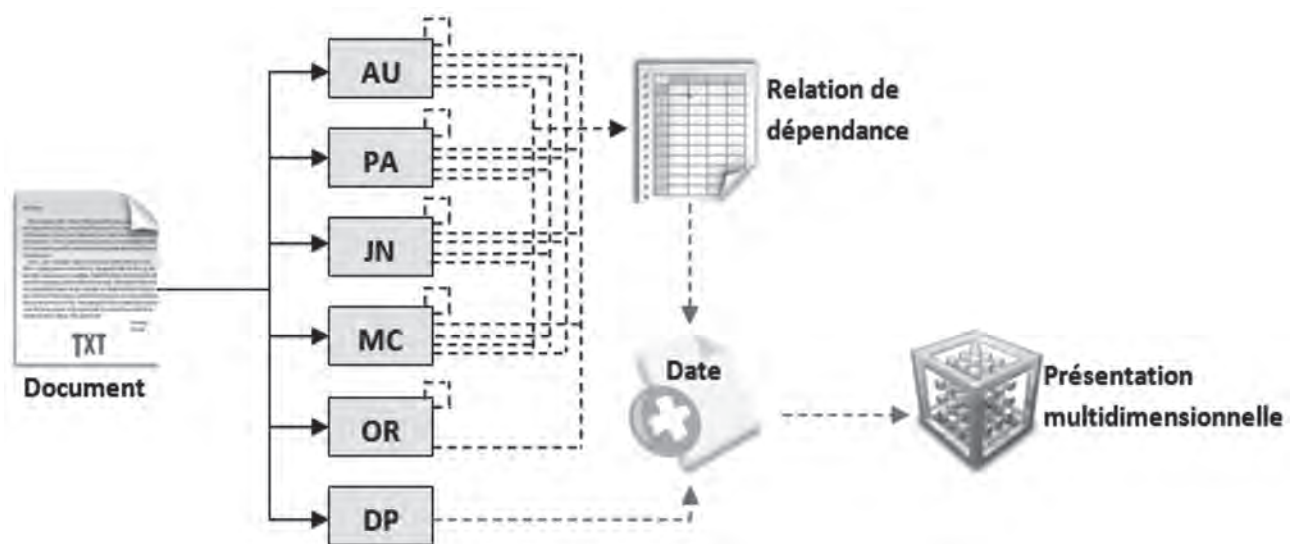 AU
Relation de
dépendance
PA
JN
TXT
Document
MC
Date
Présentation
multidimensionnelle
OR
DP